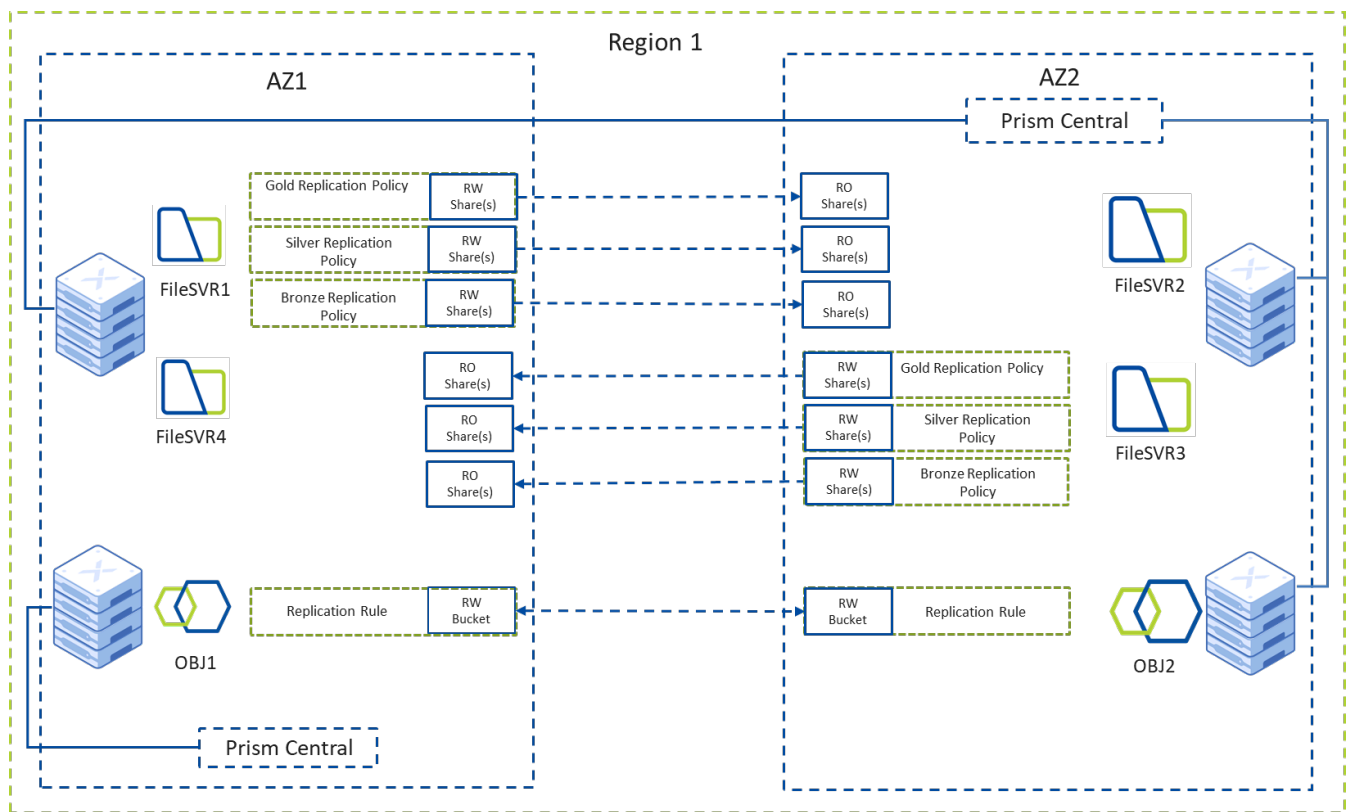 Region 1
AZ1
AZ2
Prism Central
Gold Replication Policy
RW
Share(s)
RO
Share(s)
Silver Replication
Policy
RW
Share(s)
RO
Share(s)
FileSVR1
FileSVR2
Bronze Replication
Policy
RW
Share(s)
RO
Share(s)
RO
Share(s)
RW
Share(s)
Gold Replication Policy
FileSVR4
RO
Share(s)
RW
Share(s)
Silver Replication
Policy
FileSVR3
RO
Share(s)
RW
Share(s)
Bronze Replication
Policy
Replication Rule
RW
Bucket
RW
Bucket
Replication Rule
OBJ1
OBJ2
Prism Central